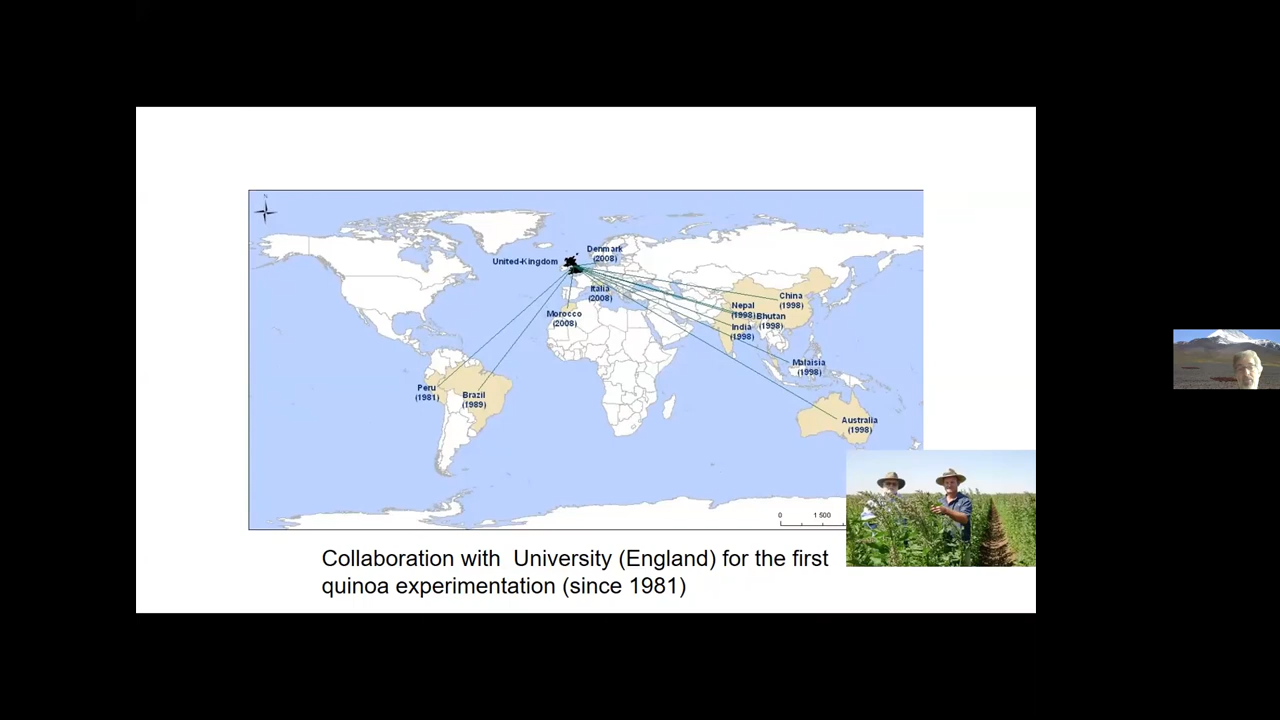 Denmark
(2008)
United-Kingdom
Italia
(2008)
China
(1998)
Nepal
(1998)
Bhutan
(1998)
Morocco
(2008)
India
(1998)
Malaisia
(1998)
Peru
(1981)
Brazil
(1989)
Australia
(1998)
0 1 500
Collaboration with University (England) for the first
quinoa experimentation (since 1981)